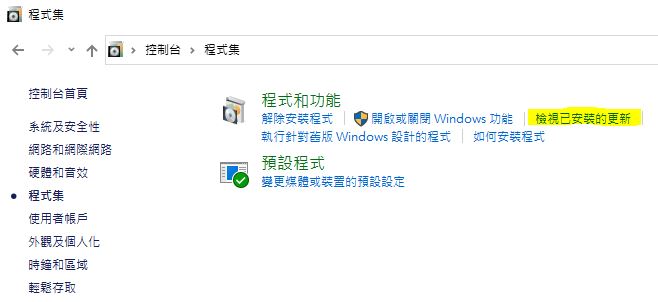 程式集
控制台 程式集
控制台首頁
系統及安全性
網路和網際網路
硬體和音效
程式集
使用者帳戶
外觀及個人化
時鐘和區域
輕鬆存取
程式和功能
解除安裝程式 開啟或關閉 Windows 功能 檢視已安裝的更新
執行針對舊版 Windows 設計的程式 如何安裝程式
預設程式
變更媒體或裝置的預設設定